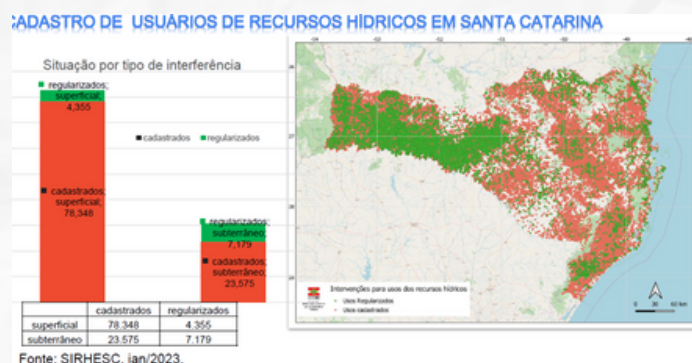 CADASTRO DE USUÁRIOS DE RECURSOS HÍDRICOS EM SANTA CATARINA
Situação por tipo de interferência
regularizados;
superficial;
4,355
cadastrados regularizados
cadastrados;
superficial;
78,348
regularizados;
subterrâneo;
7,179
cadastrados;
subterrâneo;
23,575
cadastrados regularizados
superficial 78.348 4.355
subterrâneo 23.575 7.179
Fonte: SIRHESC, jan/2023.
Intervenções para usos dos recursos hídricos
Usos Regularizados
Usos cadastrados